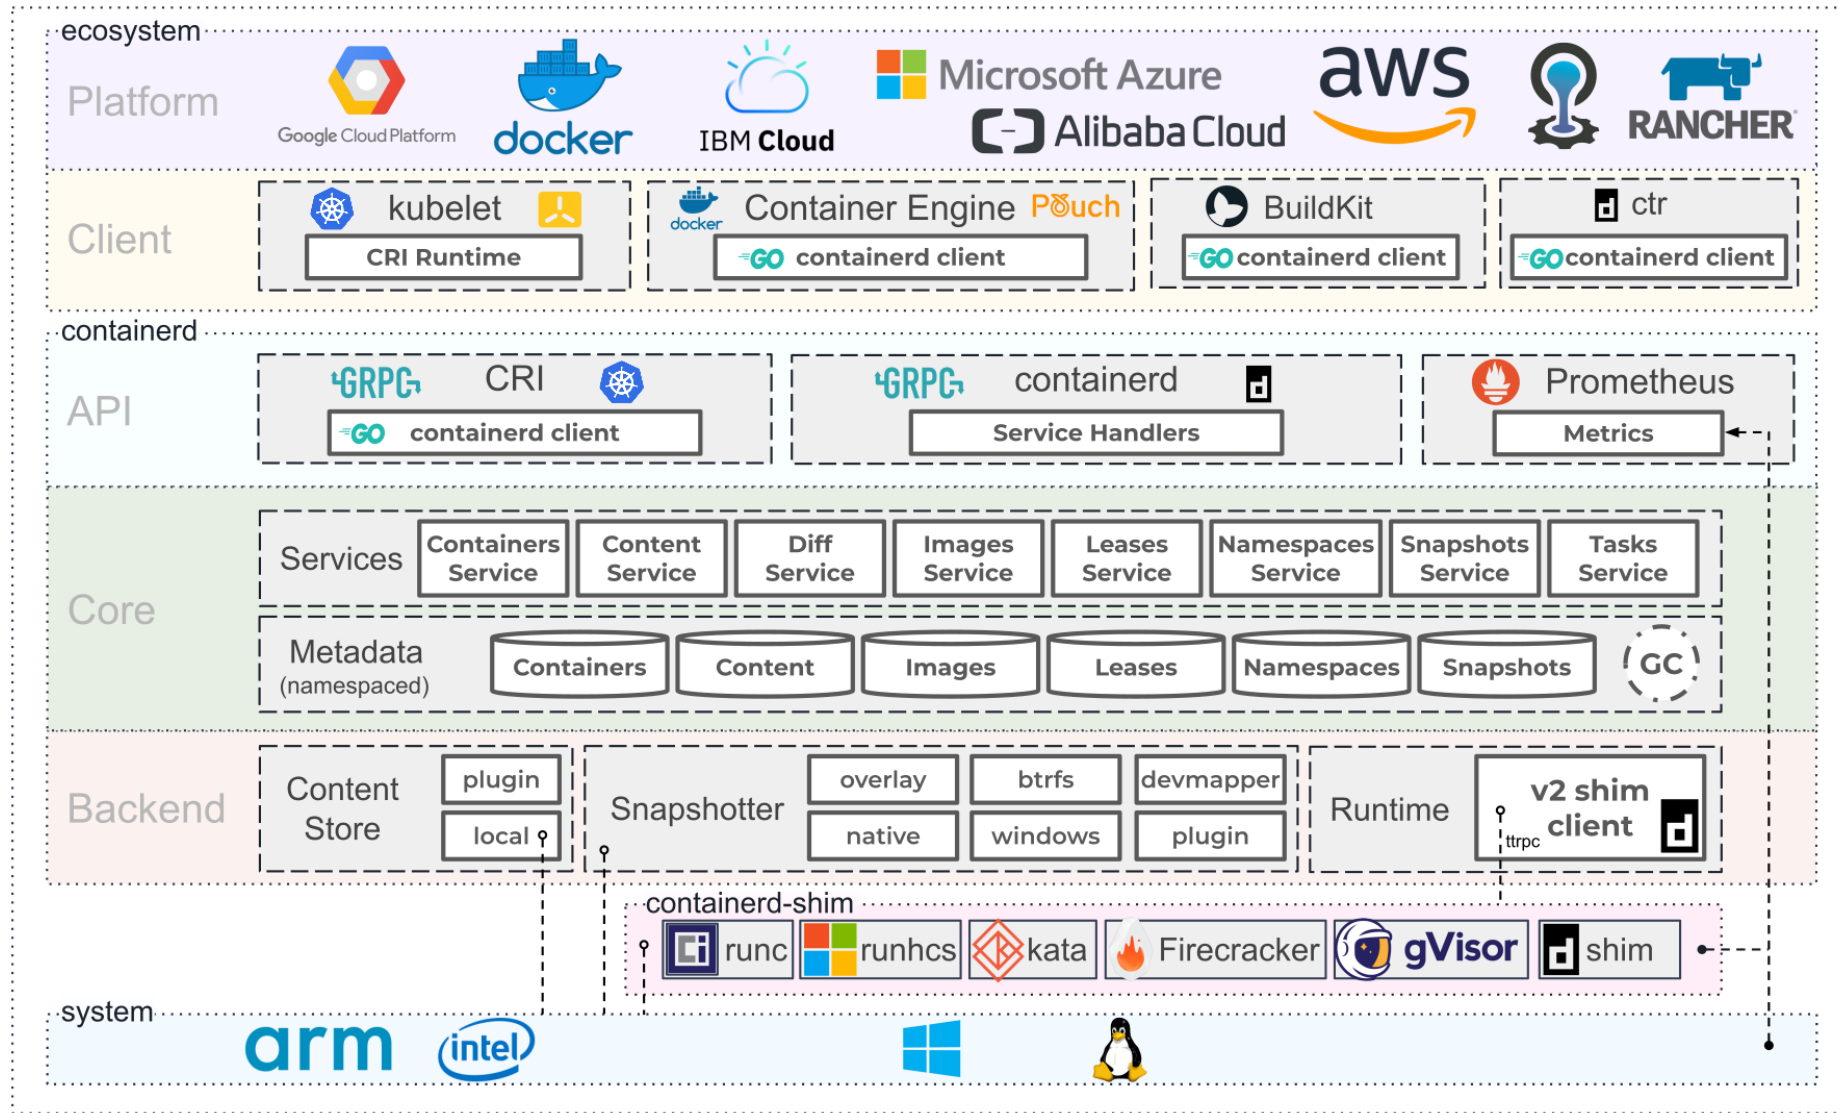 ecosystem
Platform
Google Cloud Platform
docker
IBM Cloud
Microsoft Azure
Alibaba Cloud
aws
RANCHER
Client
kubelet
CRI Runtime
docker
Container Engine
Pouch
GO containerd client
BuildKit
GO containerd client
ctr
GO containerd client
containerd
API
GRPC
CRI
GO containerd client
GRPC
containerd
d
Service Handlers
Prometheus
Metrics
Core
Services
Containers
Service
Content
Service
Diff
Service
Images
Service
Leases
Service
Namespaces
Service
Snapshots
Service
Tasks
Service
Metadata
(namespaced)
Containers
Content
Images
Leases
Namespaces
Snapshots
GC
Backend
Content
Store
plugin
local
Snapshotter
overlay
btrfs
devmapper
native
windows
plugin
Runtime
v2 shim
client
ttrpc
d
containerd-shim
runc
runhcs
kata
Firecracker
gVisor
d shim
system
arm
intel